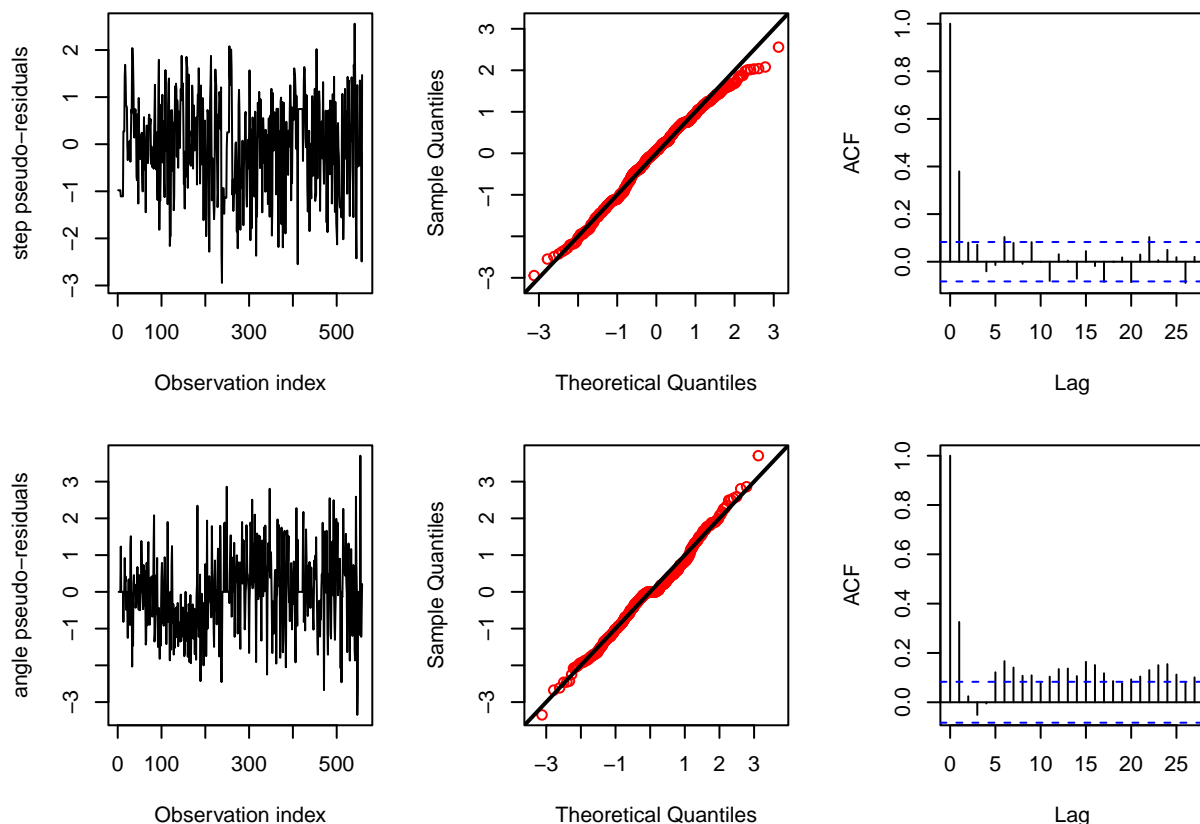 step pseudo−residuals
−3 −2 −1 0 1 2
0 100 300 500
Observation index
Sample Quantiles
−3 −1 0 1 2 3
−3 −1 0 1 2 3
Theoretical Quantiles
ACF
0.0 0.2 0.4 0.6 0.8 1.0
0 5 10 15 20 25
Lag
angle pseudo−residuals
−3 −1 0 1 2 3
0 100 300 500
Observation index
Sample Quantiles
−3 −1 0 1 2 3
−3 −1 1 2 3
Theoretical Quantiles
ACF
0.0 0.2 0.4 0.6 0.8 1.0
0 5 10 15 20 25
Lag